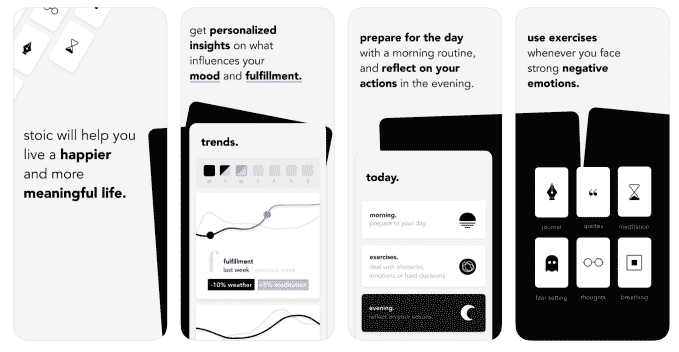 stoic will help you
live a happier
and more
meaningful life.
get personalized
insights on what
influences your
mood and fulfillment.
trends.
fulfillment
last week / previous week
-10% weather +5% meditation
prepare for the day
with a morning routine,
and reflect on your
actions in the evening.
today.
morning.
prepare to your day.
exercises.
deal with obstacles,
emotions or hard decisions
evening.
reflect on your actions
use exercises
whenever you face
strong negative
emotions.
journal quotes meditation
fear setting thoughts breathing